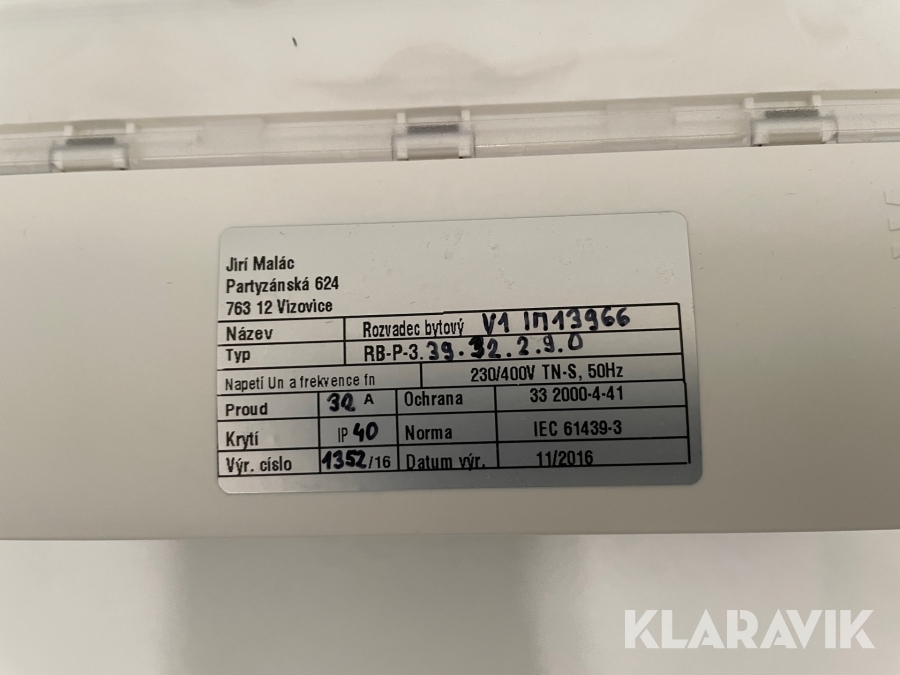 Jirí Malác
Partyzánská 624
763 12 Vizovice
Název Rozvadec bytový V1 IM13966
Typ RB-P-3.39.32.2.9.0
Napetí Un a frekvence fn 230/400V TN-S, 50Hz
Proud 32 A Ochrana 33 2000-4-41
Krytí IP 40 Norma IEC 61439-3
Výr. císlo 1352/16 Datum výr. 11/2016
KLARAVIK